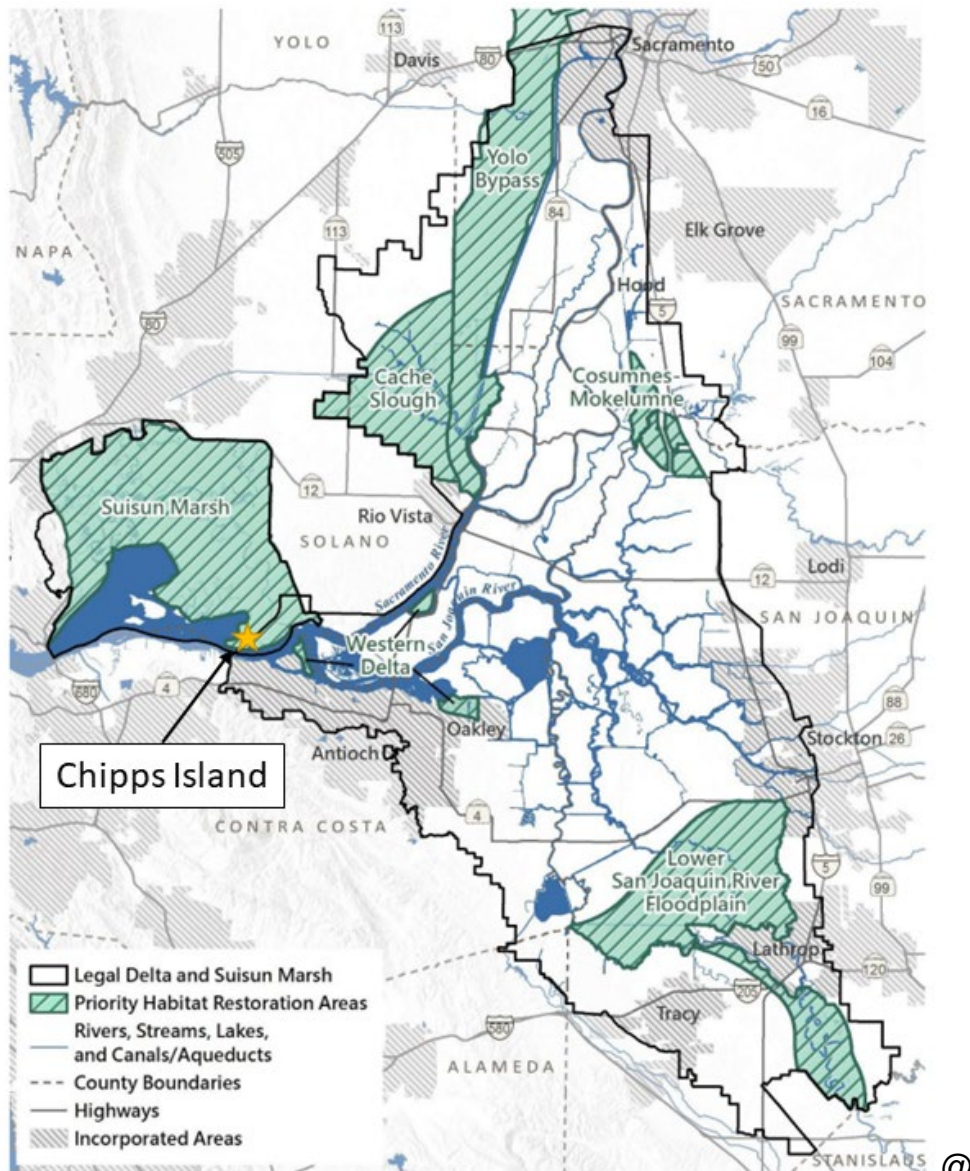 113
YOLO
Davis
80
Sacramento
50
16
505
Yolo
Bypass
84
113
NAPA
Elk Grove
Hood
5
SACRAMENTO
80
99
104
Cache
Slough
Cosumnes-
Mokelumne
12
Suisun Marsh
Rio Vista
SOLANO
Sacramento River
Lodi
12
San Joaquin River
SAN JOAQUIN
Western
Delta
680
4
88
Oakley
Antioch
Stockton
26
Chipps Island
4
CONTRA COSTA
Lower
San Joaquin River
Floodplain
5
99
Lathrop
120
205
Tracy
580
ALAMEDA
Legal Delta and Suisun Marsh
Priority Habitat Restoration Areas
Rivers, Streams, Lakes,
and Canals/Aqueducts
County Boundaries
Highways
Incorporated Areas
STANISLAUS
@